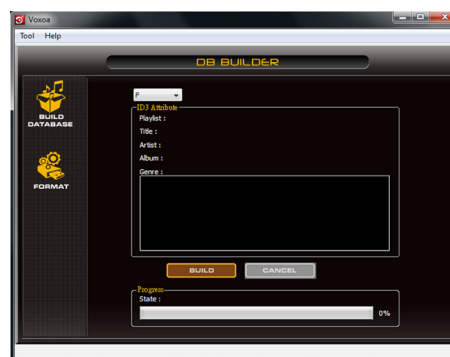 Voxoa
Tool Help
DB BUILDER
BUILD
DATABASE
FORMAT
F
ID3 Attribute
Playlist :
Title :
Artist :
Album :
Genre :
BUILD CANCEL
Progress
State :
0%